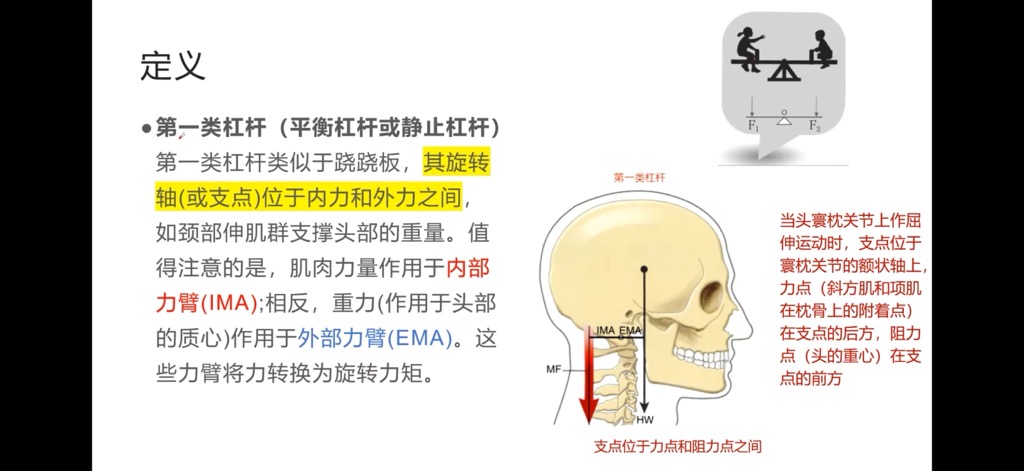 定义
●第一类杠杆（平衡杠杆或静止杠杆）
第一类杠杆类似于跷跷板，其旋转
轴(或支点)位于内力和外力之间，
如颈部伸肌群支撑头部的重量。值
得注意的是，肌肉力量作用于内部
力臂(IMA);相反，重力(作用于头部
的质心)作用于外部力臂(EMA)。这
些力臂将力转换为旋转力矩。
O
F1 F2
第一类杠杆
IMA EMA
MF
HW
支点位于力点和阻力点之间
当头寰枕关节上作屈
伸运动时，支点位于
寰枕关节的额状轴上，
力点（斜方肌和项肌
在枕骨上的附着点）
在支点的后方，阻力
点（头的重心）在支
点的前方